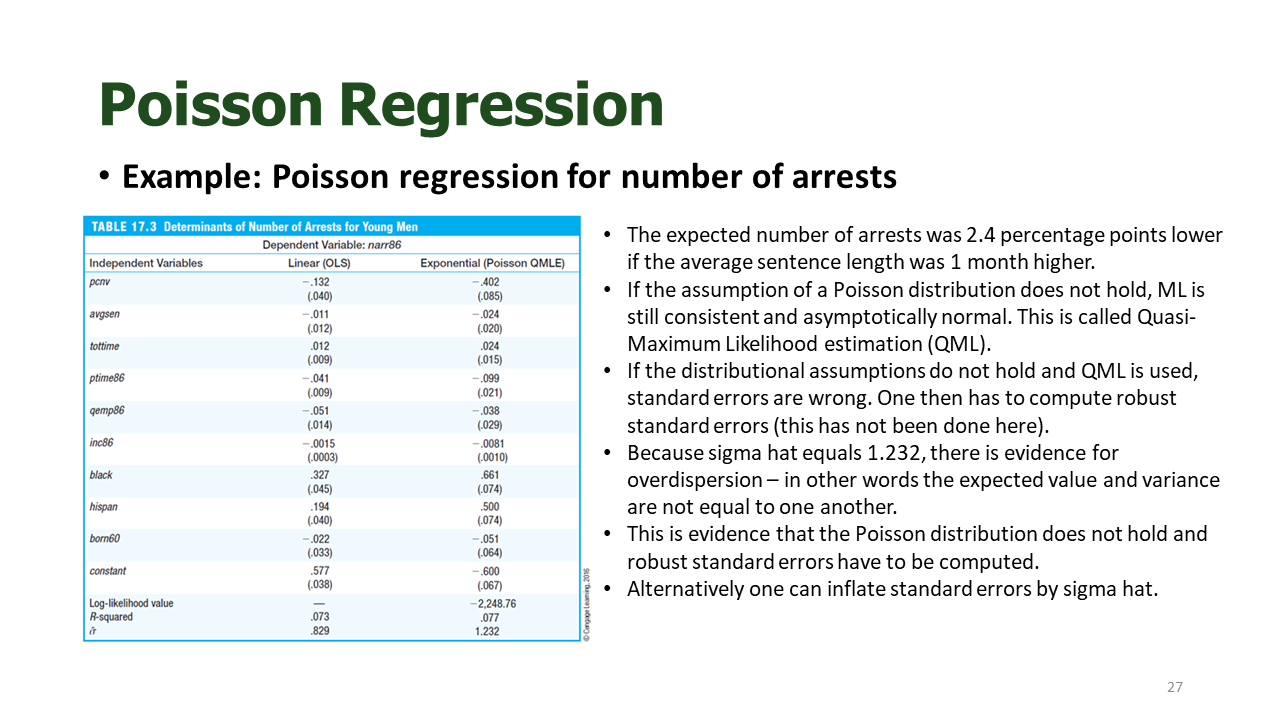 Poisson Regression
• Example: Poisson regression for number of arrests
TABLE 17.3 Determinants of Number of Arrests for Young Men
Dependent Variable: narr86
Independent Variables Linear (OLS) Exponential (Poisson QMLE)
pcnv −.132 −.402
(.040) (.085)
avgsen −.011 −.024
(.012) (.020)
tottime .012 .024
(.009) (.015)
ptime86 −.041 −.099
(.009) (.021)
qemp86 −.051 −.038
(.014) (.029)
inc86 −.0015 −.0081
(.0003) (.0010)
black .327 .661
(.045) (.074)
hispan .194 .500
(.040) (.074)
born60 −.022 −.051
(.033) (.064)
constant .577 −.600
(.038) (.067)
Log-likelihood value — −2,248.76
R-squared .073 .077
σ̂ .829 1.232
© Cengage Learning, 2016
• The expected number of arrests was 2.4 percentage points lower
if the average sentence length was 1 month higher.
• If the assumption of a Poisson distribution does not hold, ML is
still consistent and asymptotically normal. This is called Quasi-
Maximum Likelihood estimation (QML).
• If the distributional assumptions do not hold and QML is used,
standard errors are wrong. One then has to compute robust
standard errors (this has not been done here).
• Because sigma hat equals 1.232, there is evidence for
overdispersion – in other words the expected value and variance
are not equal to one another.
• This is evidence that the Poisson distribution does not hold and
robust standard errors have to be computed.
• Alternatively one can inflate standard errors by sigma hat.
27